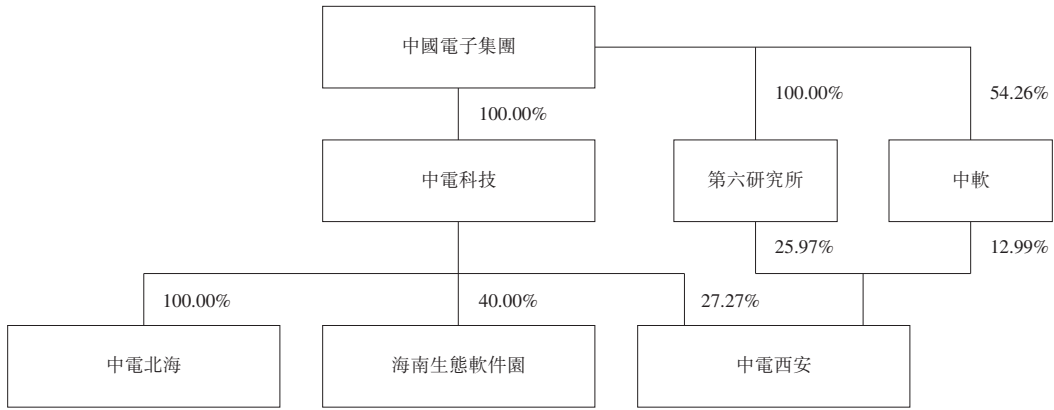 中國電子集團
100.00%
54.26%
100.00%
中電科技
第六研究所
中軟
25.97%
12.99%
100.00%
40.00%
27.27%
中電北海
海南生態軟件園
中電西安